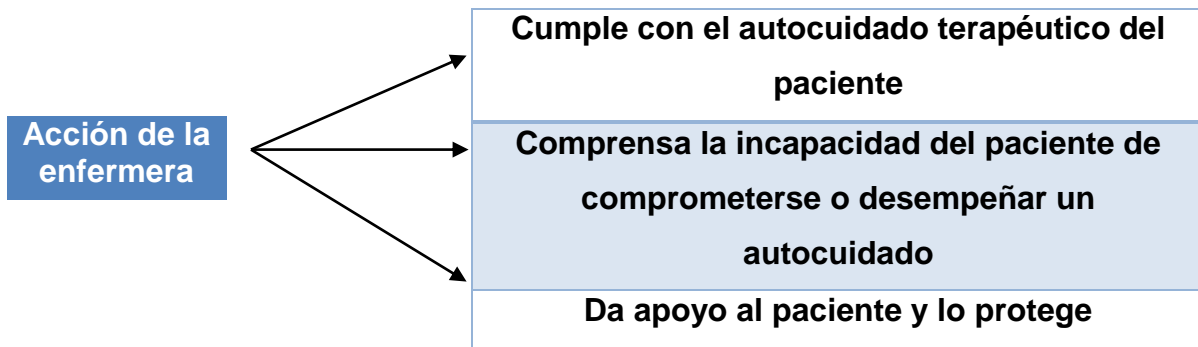 Cumple con el autocuidado terapéutico del
paciente
Acción de la
enfermera
Comprensa la incapacidad del paciente de
comprometerse o desempeñar un
autocuidado
Da apoyo al paciente y lo protege